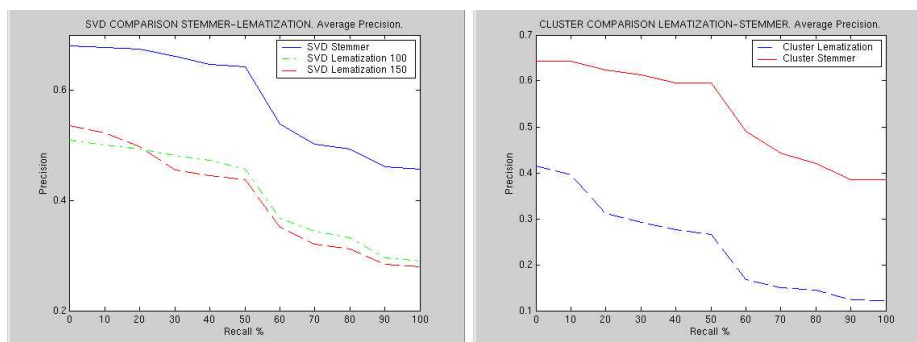 SVD COMPARISON STEMMER-LEMATIZATION. Average Precision.
SVD Stemmer
SVD Lematization 100
SVD Lematization 150
Precision
0.6
0.4
0.2
0 10 20 30 40 50 60 70 80 90 100
Recall %
CLUSTER COMPARISON LEMATIZATION-STEMMER. Average Precision.
Cluster Lematization
Cluster Stemmer
Precision
0.7
0.6
0.5
0.4
0.3
0.2
0.1
0 10 20 30 40 50 60 70 80 90 100
Recall %